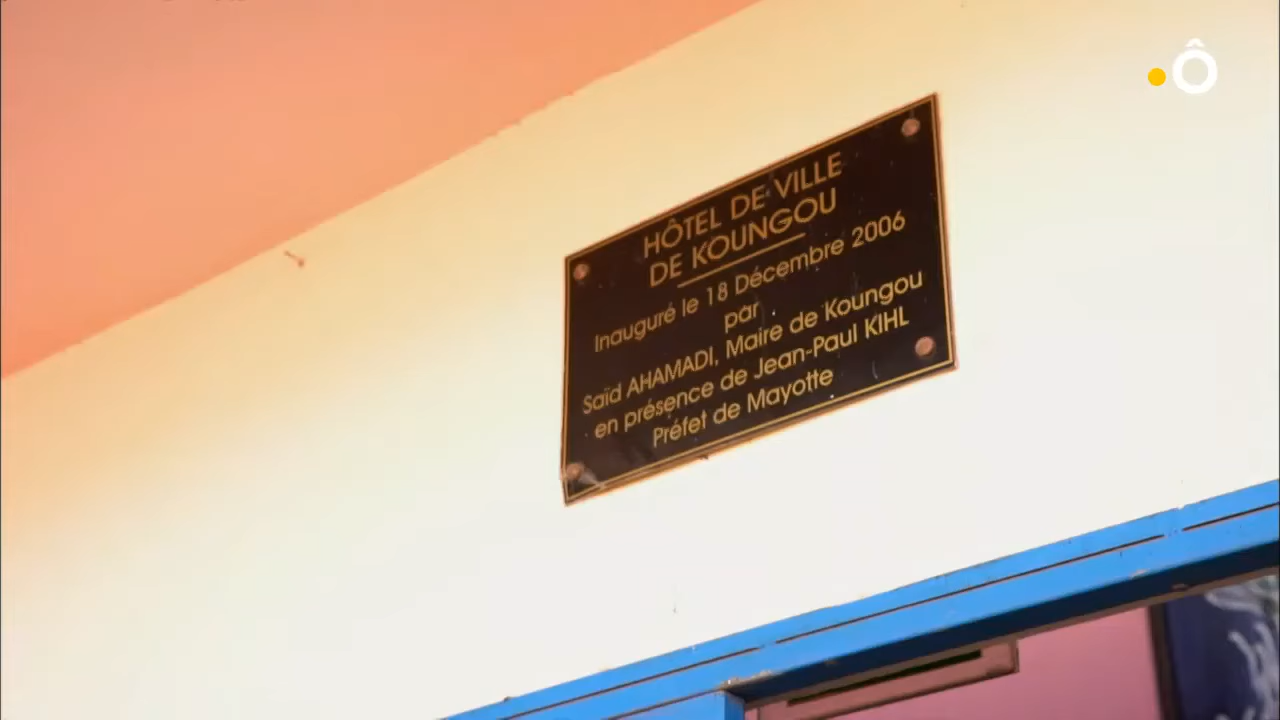 Ô
HÔTEL DE VILLE
DE KOUNGOU
Inauguré le 18 Décembre 2006
par
Saïd AHAMADI, Maire de Koungou
en présence de Jean-Paul KIHL
Préfet de Mayotte